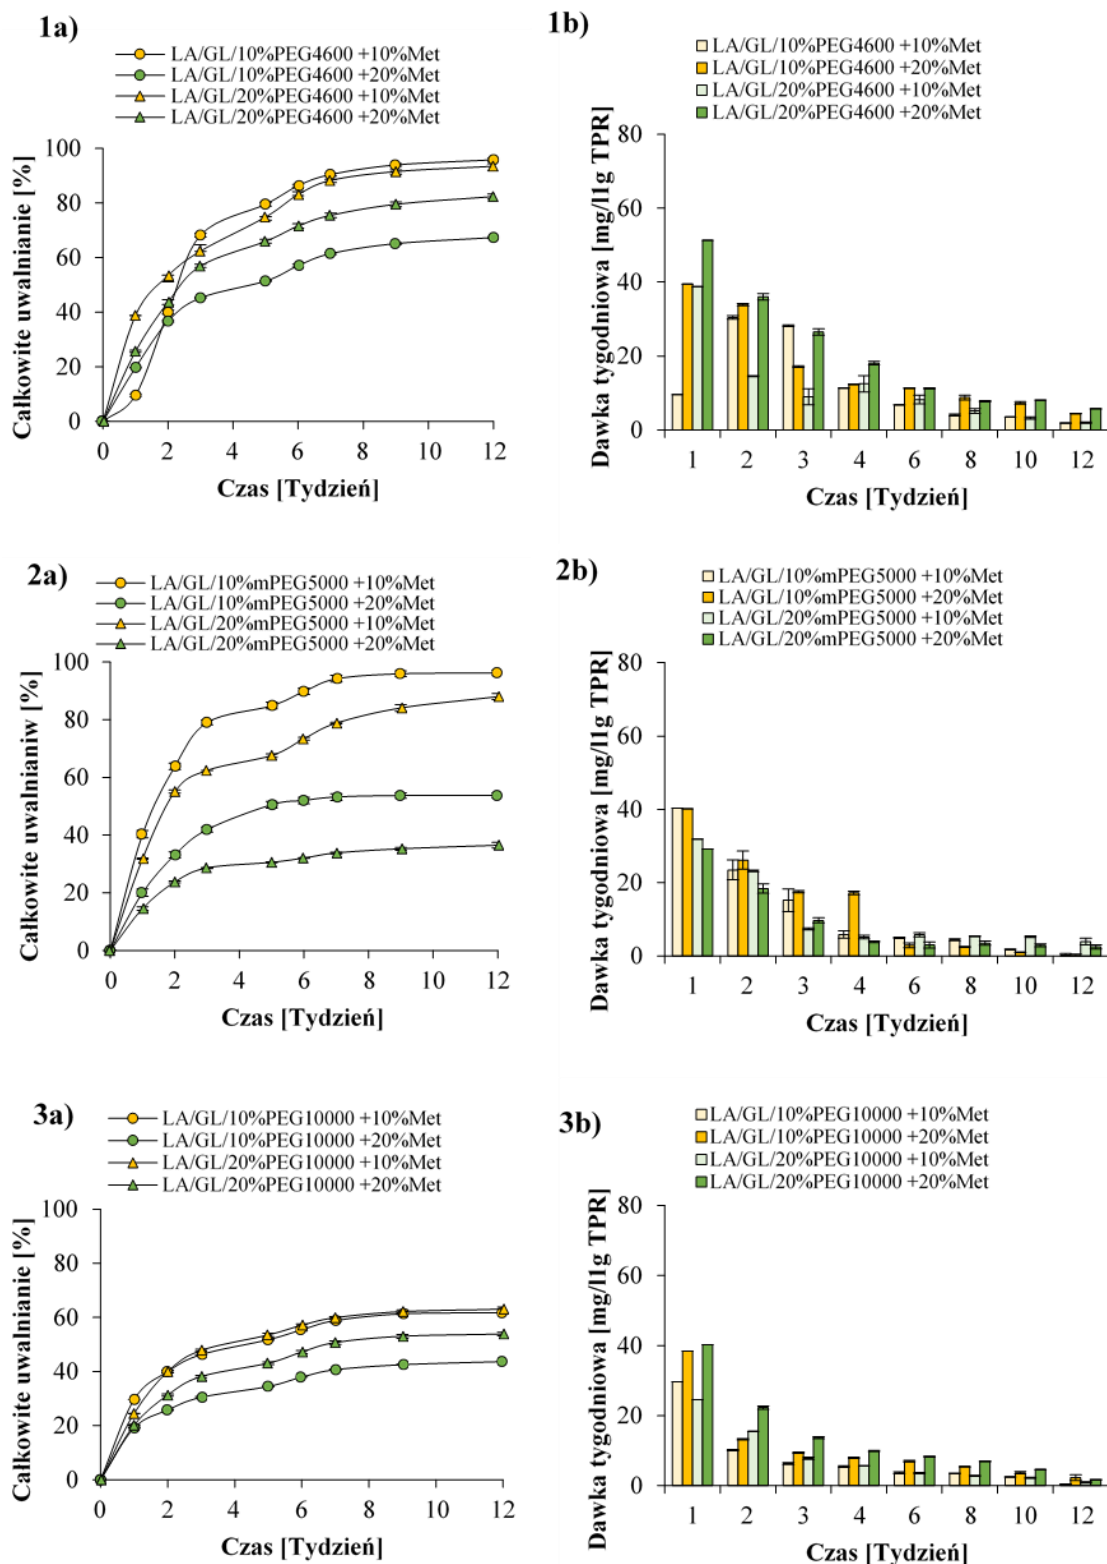 1a)
LA/GL/10%PEG4600 +10%Met
LA/GL/10%PEG4600 +20%Met
LA/GL/20%PEG4600 +10%Met
LA/GL/20%PEG4600 +20%Met
Całkowite uwalnianie [%]
100
80
60
40
20
0
0 2 4 6 8 10 12
Czas [Tydzień]
1b)
LA/GL/10%PEG4600 +10%Met
LA/GL/10%PEG4600 +20%Met
LA/GL/20%PEG4600 +10%Met
LA/GL/20%PEG4600 +20%Met
Dawka tygodniowa [mg/l1g TPR]
80
60
40
20
0
1 2 3 4 6 8 10 12
Czas [Tydzień]
2a)
LA/GL/10%mPEG5000 +10%Met
LA/GL/10%mPEG5000 +20%Met
LA/GL/20%mPEG5000 +10%Met
LA/GL/20%mPEG5000 +20%Met
Całkowite uwalnianiw [%]
100
80
60
40
20
0
0 2 4 6 8 10 12
Czas [Tydzień]
2b)
LA/GL/10%mPEG5000 +10%Met
LA/GL/10%mPEG5000 +20%Met
LA/GL/20%mPEG5000 +10%Met
LA/GL/20%mPEG5000 +20%Met
Dawka tygodniowa [mg/l1g TPR]
80
60
40
20
0
1 2 3 4 6 8 10 12
Czas [Tydzień]
3a)
LA/GL/10%PEG10000 +10%Met
LA/GL/10%PEG10000 +20%Met
LA/GL/20%PEG10000 +10%Met
LA/GL/20%PEG10000 +20%Met
Całkowite uwalnianie [%]
100
80
60
40
20
0
0 2 4 6 8 10 12
Czas [Tydzień]
3b)
LA/GL/10%PEG10000 +10%Met
LA/GL/10%PEG10000 +20%Met
LA/GL/20%PEG10000 +10%Met
LA/GL/20%PEG10000 +20%Met
Dawka tygodniowa [mg/l1g TPR]
80
60
40
20
0
1 2 3 4 6 8 10 12
Czas [Tydzień]